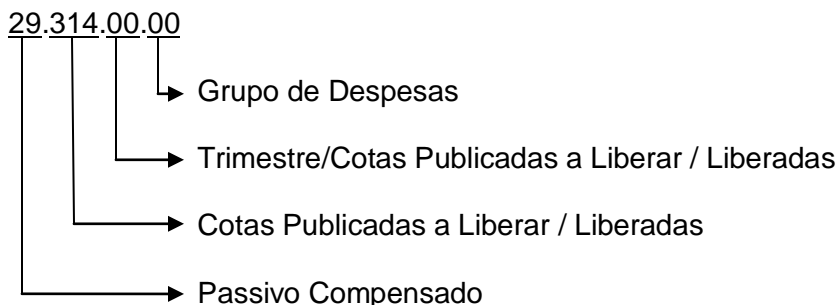 29.314.00.00
Grupo de Despesas
Trimestre/Cotas Publicadas a Liberar / Liberadas
Cotas Publicadas a Liberar / Liberadas
Passivo Compensado